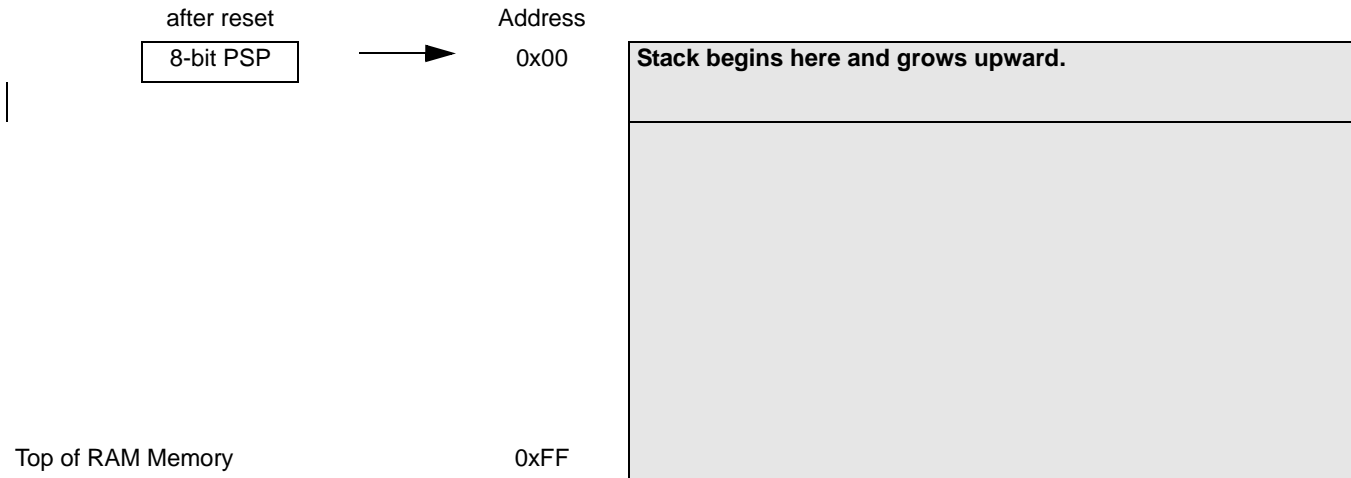 after reset Address
8-bit PSP 0x00 Stack begins here and grows upward.
Top of RAM Memory 0xFF